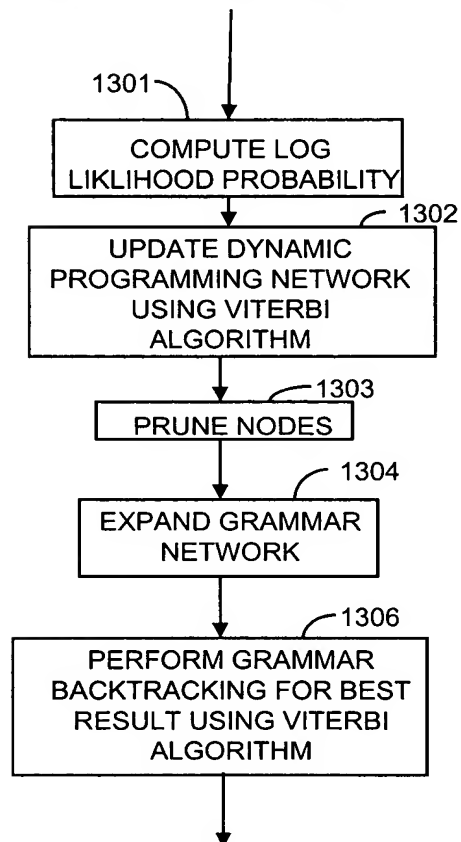 1301
COMPUTE LOG
LIKLIHOOD PROBABILITY
1302
UPDATE DYNAMIC
PROGRAMMING NETWORK
USING VITERBI
ALGORITHM
1303
PRUNE NODES
1304
EXPAND GRAMMAR
NETWORK
1306
PERFORM GRAMMAR
BACKTRACKING FOR BEST
RESULT USING VITERBI
ALGORITHM